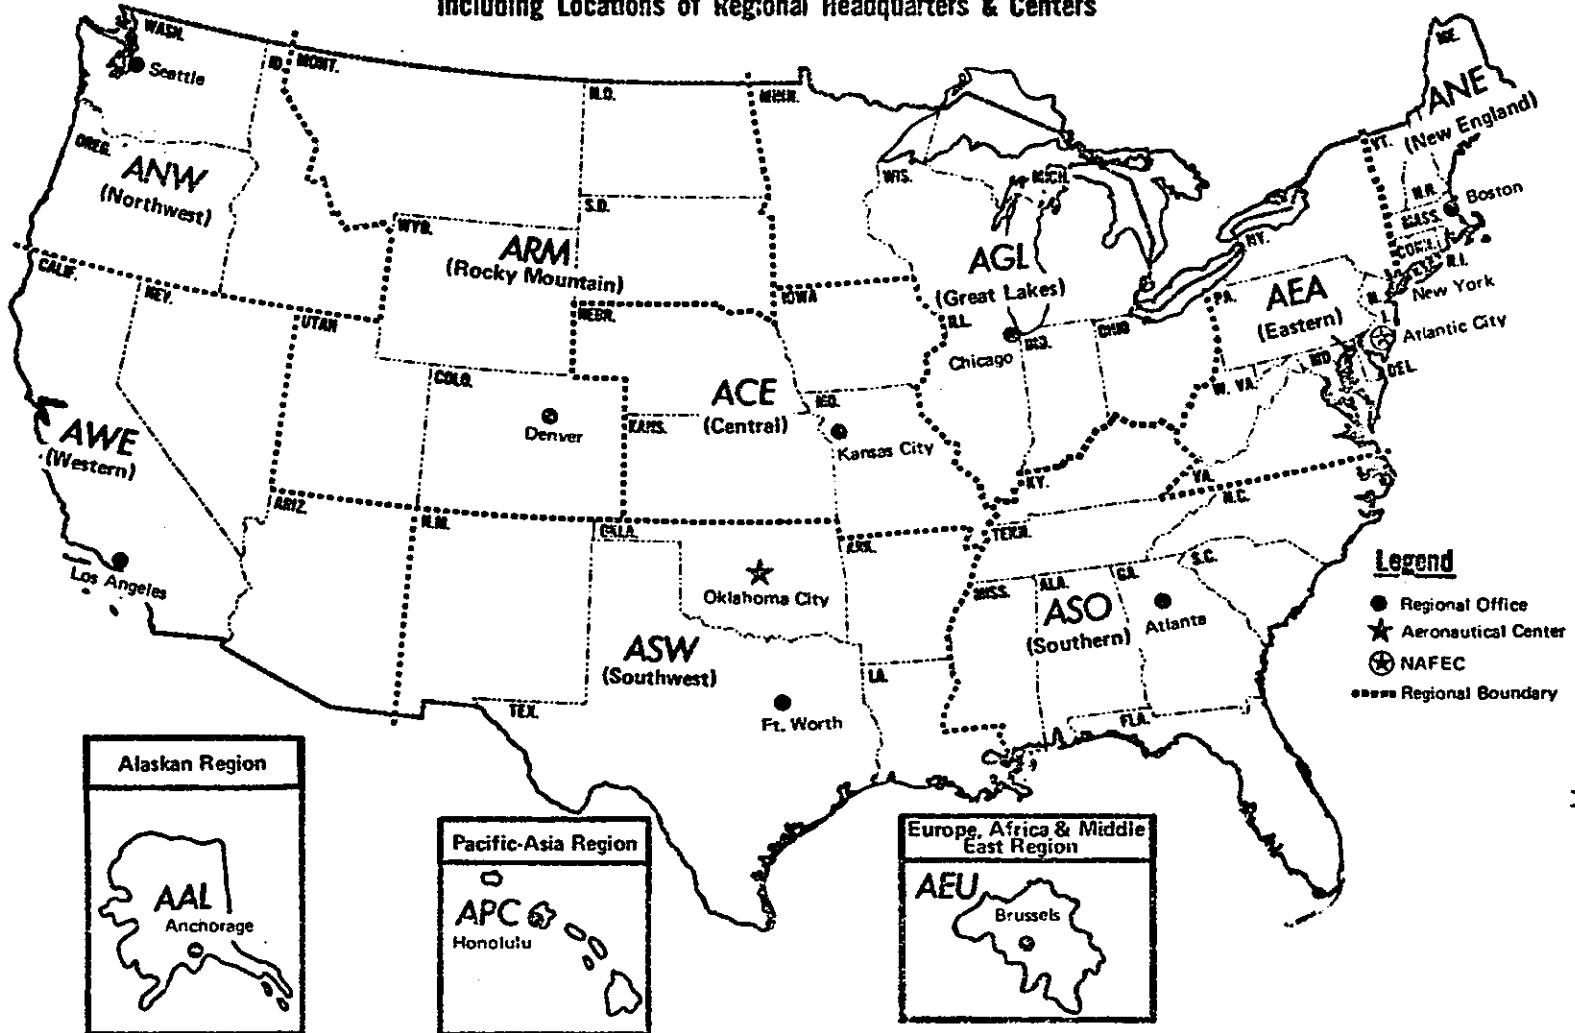 Including Locations of Regional Headquarters & Centers
WASH.
Seattle
ID.
MONT.
N.D.
MINN.
ME.
ANE
(New England)
OREG.
ANW
(Northwest)
WIS.
MICH.
VT.
N.H.
Boston
MASS.
S.D.
WYO.
ARM
(Rocky Mountain)
AGL
(Great Lakes)
N.Y.
CONN.
R.I.
New York
CALIF.
NEV.
UTAH
NEBR.
IOWA
ILL.
Chicago
IND.
OHIO
PA.
AEA
(Eastern)
N.J.
Atlantic City
COLO.
Denver
KANS.
ACE
(Central)
MO.
Kansas City
W. VA.
MD
DEL.
AWE
(Western)
KY.
VA.
N.C.
ARIZ.
N.M.
OKLA.
ARK.
TENN.
Los Angeles
Oklahoma City
MISS.
ALA.
GA.
S.C.
ASO
(Southern)
Atlanta
ASW
(Southwest)
LA.
TEX.
Ft. Worth
FLA.
Legend
Regional Office
Aeronautical Center
NAFEC
Regional Boundary
Alaskan Region
AAL
Anchorage
Pacific-Asia Region
APC
Honolulu
Europe, Africa & Middle
East Region
AEU
Brussels